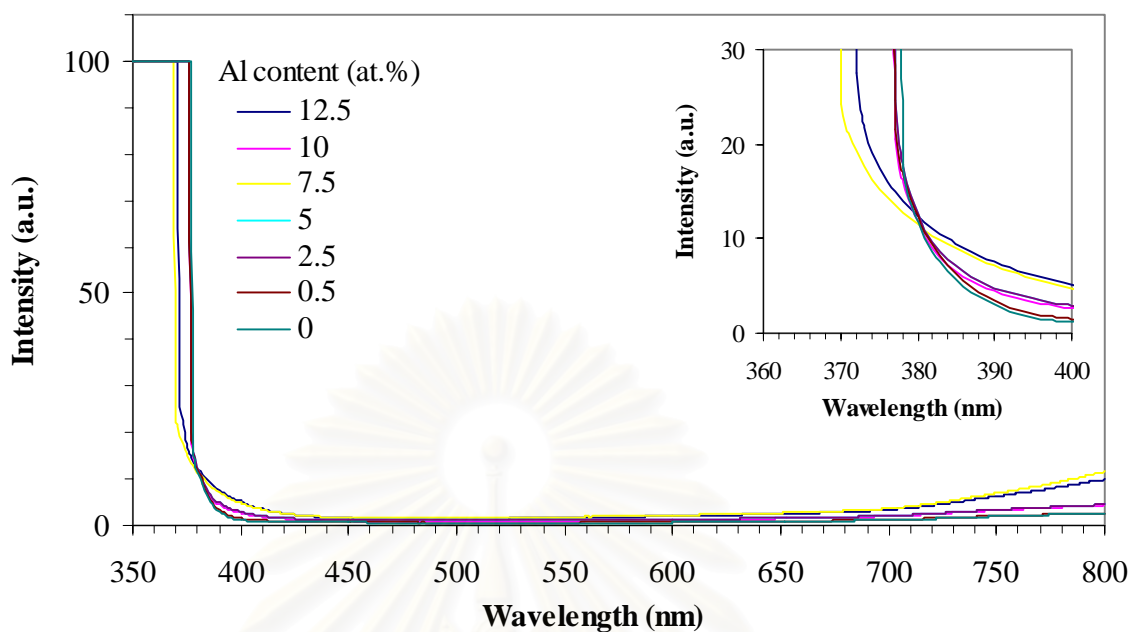 100
50
0
Intensity (a.u.)
350 400 450 500 550 600 650 700 750 800
Wavelength (nm)
Al content (at.%)
12.5
10
7.5
5
2.5
0.5
0
30
20
10
0
Intensity (a.u.)
360 370 380 390 400
Wavelength (nm)